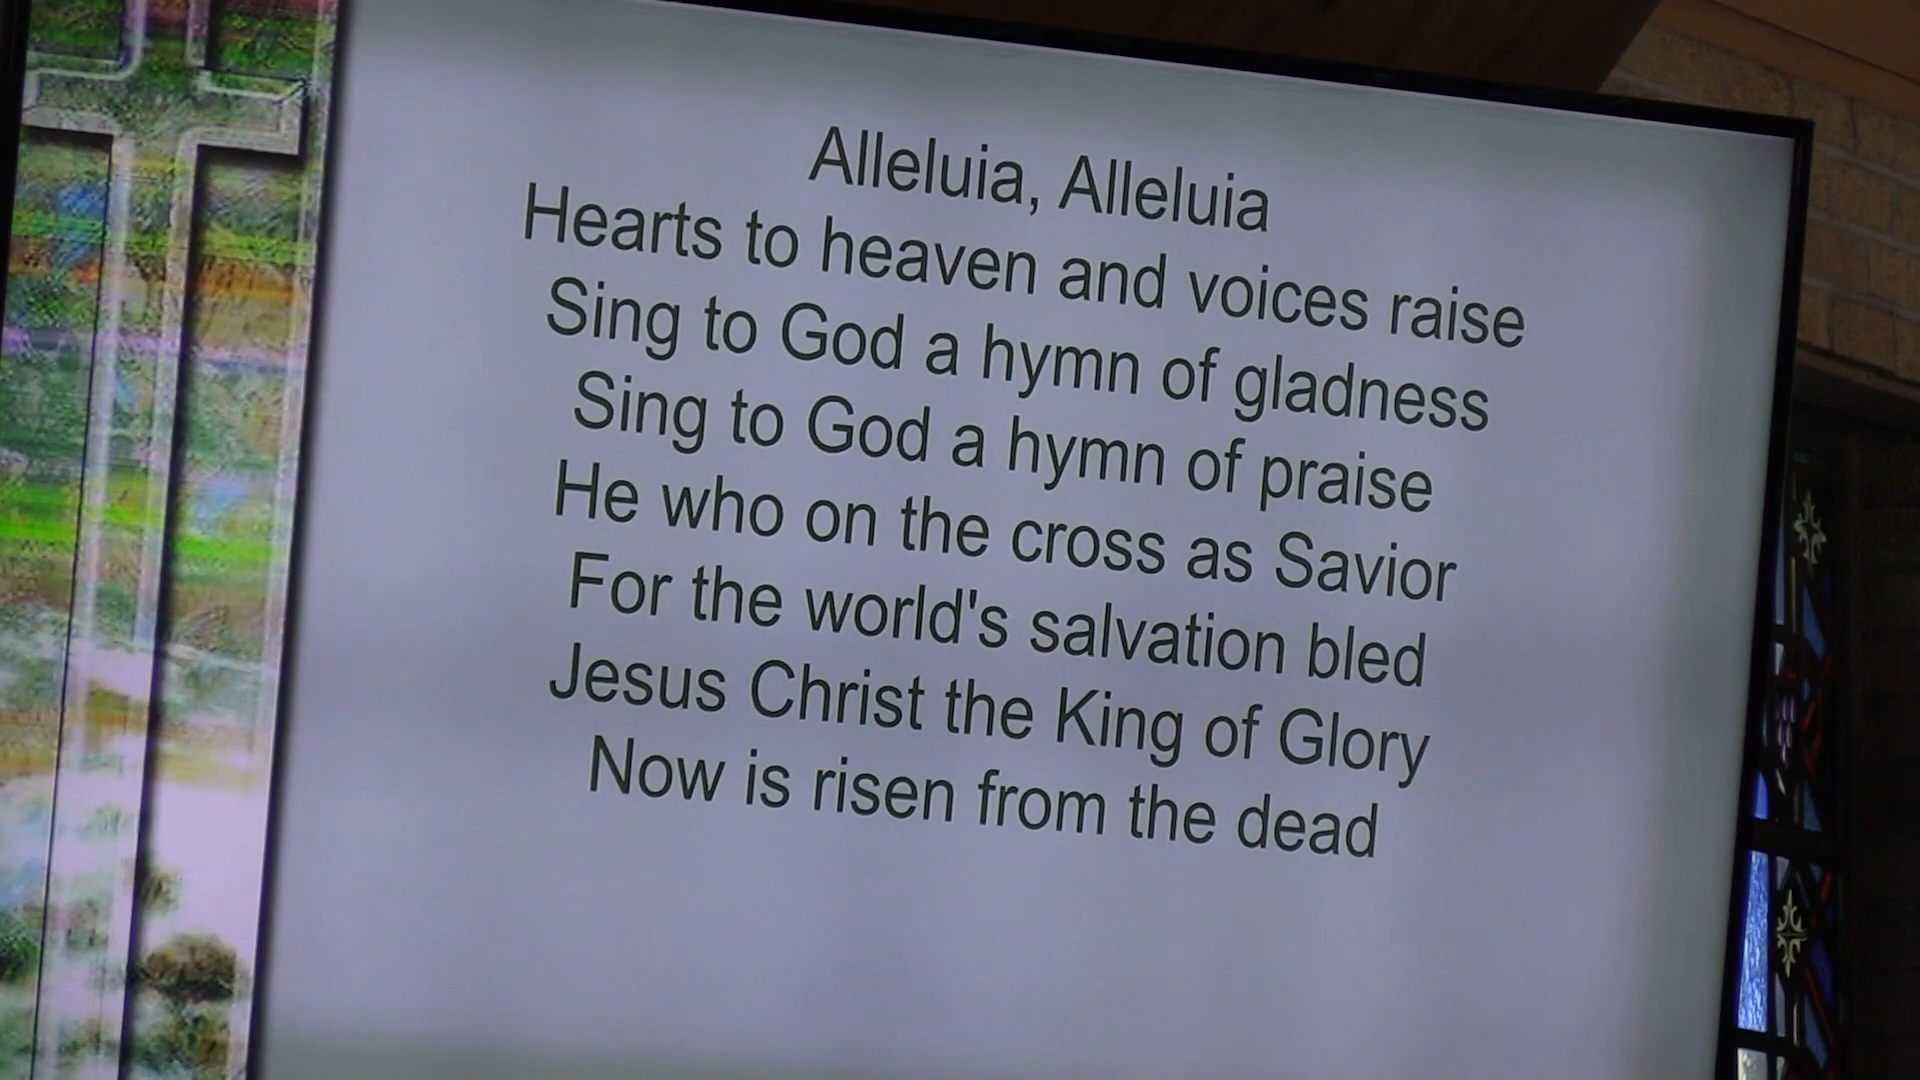 Alleluia, Alleluia
Hearts to heaven and voices raise
Sing to God a hymn of gladness
Sing to God a hymn of praise
He who on the cross as Savior
For the world's salvation bled
Jesus Christ the King of Glory
Now is risen from the dead